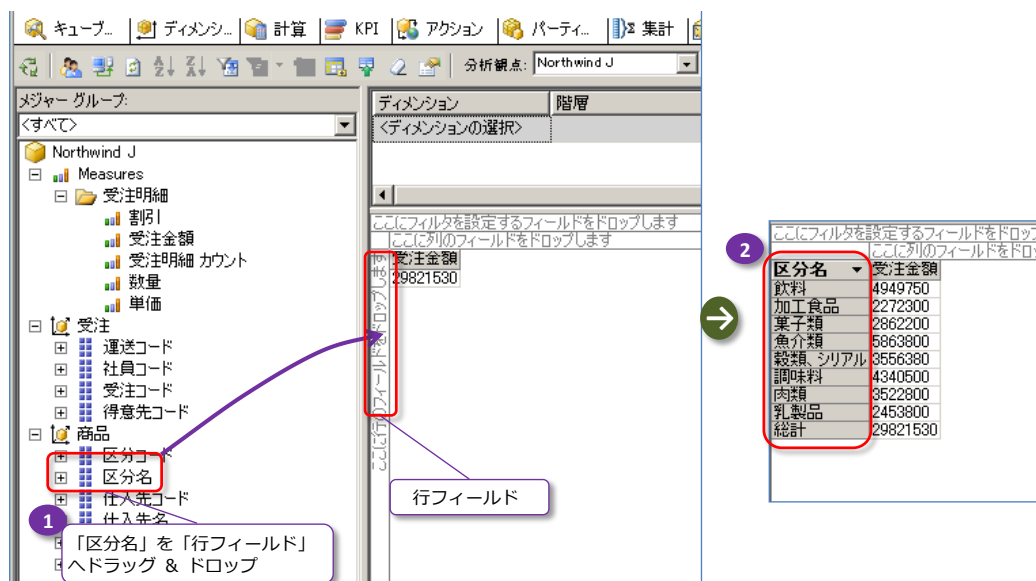 キューブ... ディメンシ... 計算 KPI アクション パーティ... Σ 集計
分析観点: Northwind J
メジャー グループ:
<すべて>
Northwind J
Measures
受注明細
割引
受注金額
受注明細 カウント
数量
単価
受注
運送コード
社員コード
受注コード
得意先コード
商品
区分コード
区分名
仕入先コード
仕入先名
1
「区分名」を「行フィールド」
へドラッグ & ドロップ
ディメンション 階層
<ディメンションの選択>
ここにフィルタを設定するフィールドをドロップします
ここに列のフィールドをドロップします
ここに行のフィールドをドロップします
受注金額
29821530
行フィールド
2
ここにフィルタを設定するフィールドをドロップ
ここに列のフィールドをドロ
区分名 受注金額
飲料 4949750
加工食品 2272300
菓子類 2862200
魚介類 5863800
穀類、シリアル 3556380
調味料 4340500
肉類 3522800
乳製品 2453800
総計 29821530